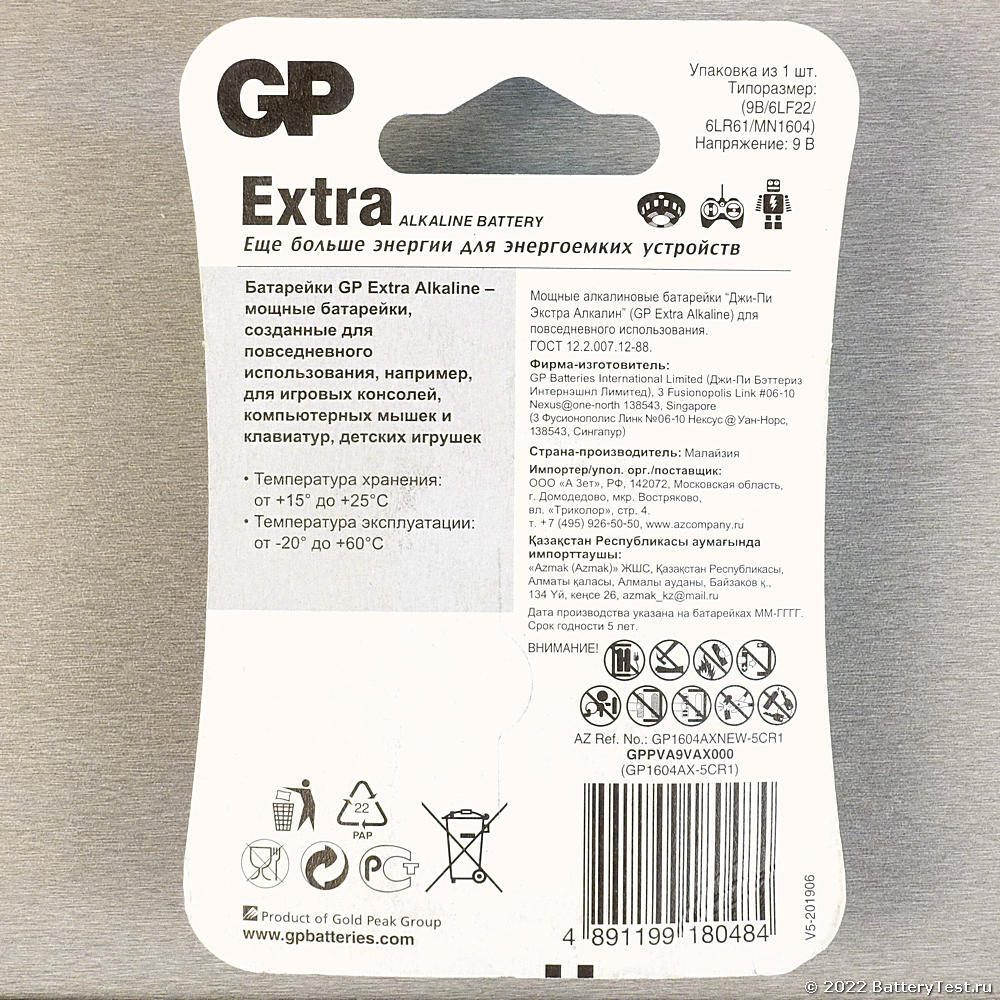 GP
Упаковка из 1 шт.
Типоразмер:
(9В/6LF22/
6LR61/MN1604)
Напряжение: 9 В
Extra ALKALINE BATTERY
Еще больше энергии для энергоемких устройств
Батарейки GP Extra Alkaline –
мощные батарейки,
созданные для
повседневного
использования, например,
для игровых консолей,
компьютерных мышек и
клавиатур, детских игрушек
• Температура хранения:
от +15° до +25°С
• Температура эксплуатации:
от -20° до +60°С
Мощные алкалиновые батарейки “Джи-Пи
Экстра Алкалин” (GP Extra Alkaline) для
повседневного использования.
ГОСТ 12.2.007.12-88.
Фирма-изготовитель:
GP Batteries International Limited (Джи-Пи Бэттериз
Интернэшнл Лимитед), 3 Fusionopolis Link #06-10
Nexus@one-north 138543, Singapore
(3 Фусионополис Линк №06-10 Нексус @ Уан-Норс,
138543, Сингапур)
Страна-производитель: Малайзия
Импортер/упол. орг./поставщик:
ООО «А Зет», РФ, 142072, Московская область,
г. Домодедово, мкр. Востряково,
вл. «Триколор», стр. 4.
т. +7 (495) 926-50-50, www.azcompany.ru
Қазақстан Республикасы аумағында
импорттаушы:
«Azmak (Azmak)» ЖШС, Қазақстан Республикасы,
Алматы қаласы, Алмалы ауданы, Байзаков қ.,
134 Үй, кеңсе 26, azmak_kz@mail.ru
Дата производства указана на батарейках ММ-ГГГГ.
Срок годности 5 лет.
ВНИМАНИЕ!
AZ Ref. No.: GP1604AXNEW-5CR1
GPPVA9VAX000
(GP1604AX-5CR1)
22
PAP
РСТ
Product of Gold Peak Group
www.gpbatteries.com
4 891199 180484
V5-201906
© 2022 BatteryTest.ru